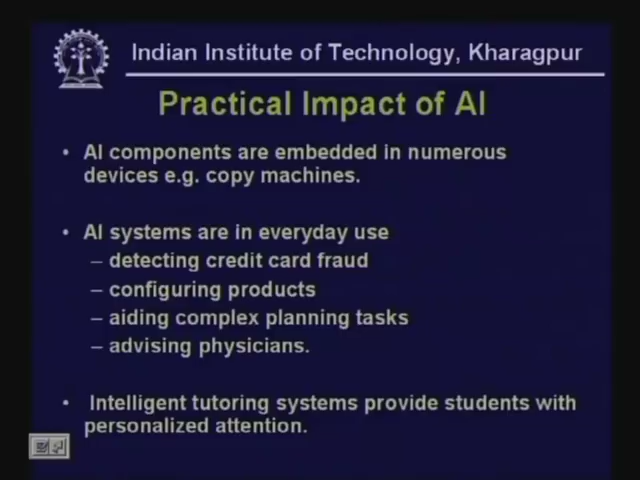 Indian Institute of Technology, Kharagpur
Practical Impact of AI
• AI components are embedded in numerous
devices e.g. copy machines.
• AI systems are in everyday use
– detecting credit card fraud
– configuring products
– aiding complex planning tasks
– advising physicians.
• Intelligent tutoring systems provide students with
personalized attention.